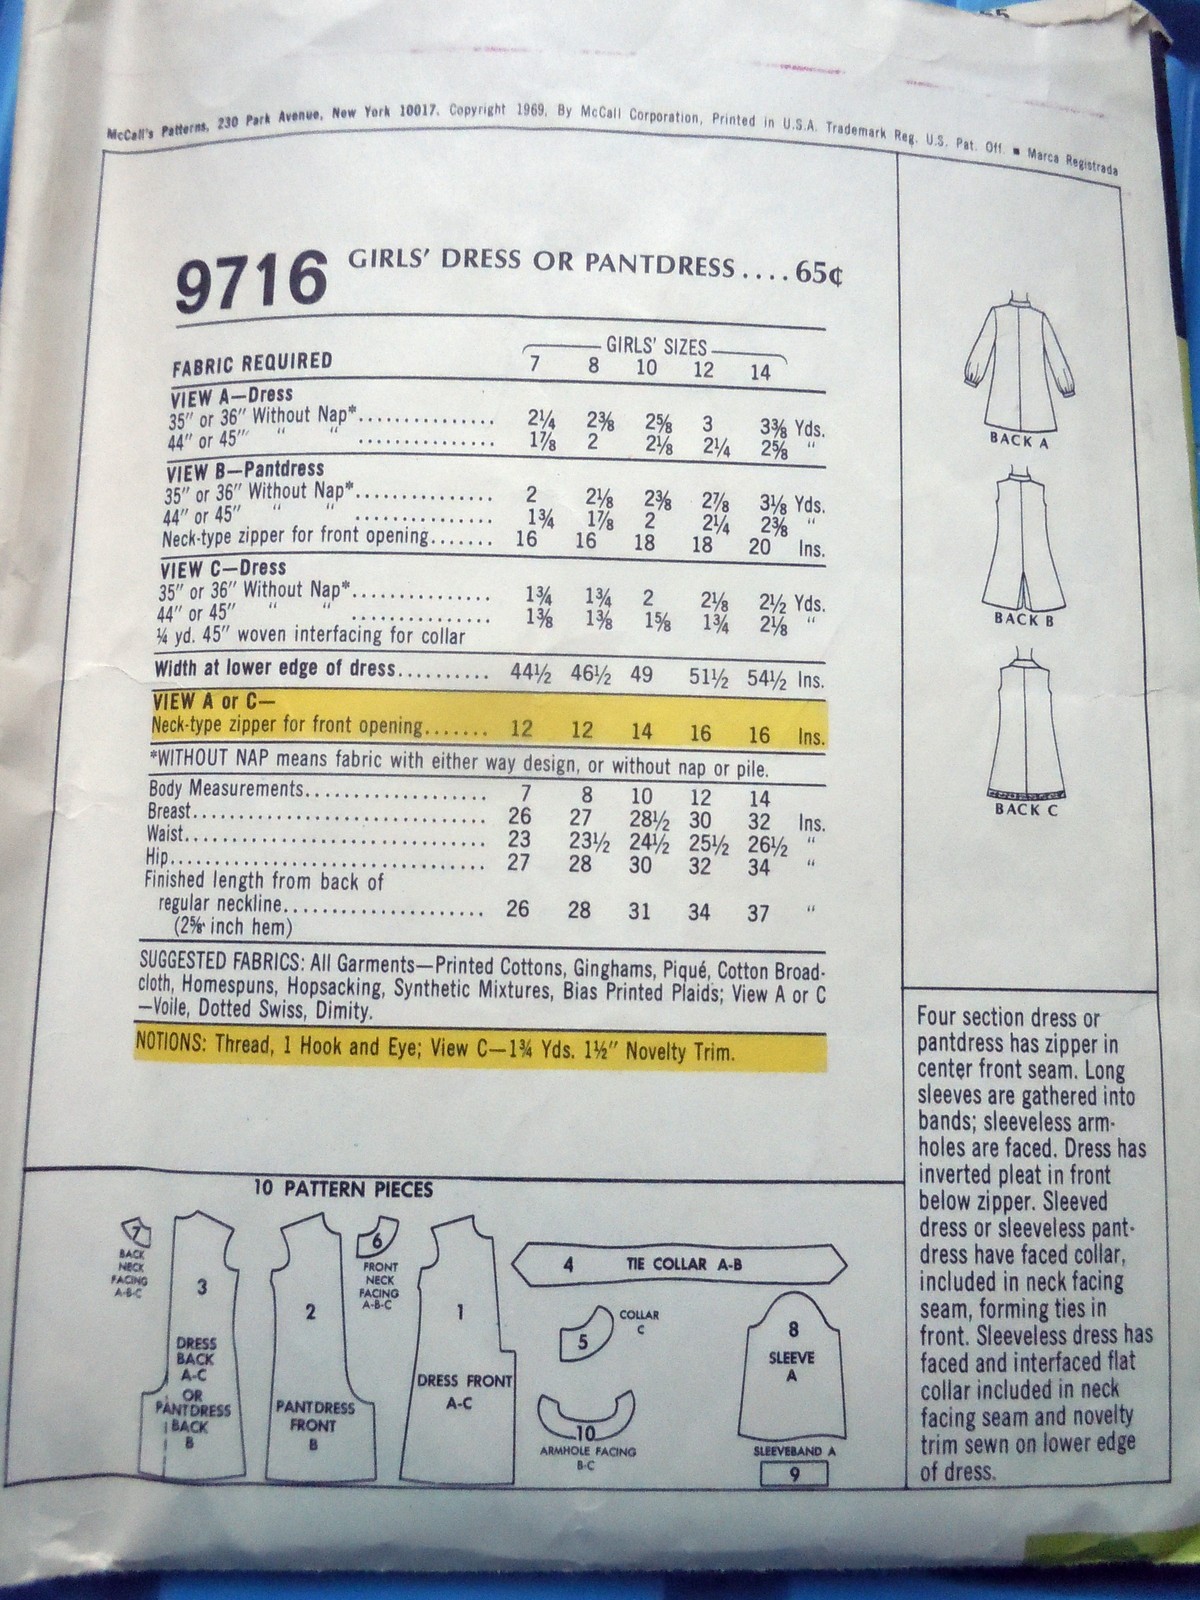 McCall's Patterns, 230 Park Avenue, New York 10017. Copyright 1969, By McCall Corporation, Printed in U.S.A. Trademark Reg. U.S. Pat. Off. ■ Marca Registrada
9716 GIRLS' DRESS OR PANTDRESS .... 65¢
FABRIC REQUIRED GIRLS' SIZES
7 8 10 12 14
VIEW A—Dress
35" or 36" Without Nap*.............. 2¼ 2⅜ 2⅝ 3 3⅜ Yds.
44" or 45" " " .............. 1⅞ 2 2⅛ 2¼ 2⅝ "
VIEW B—Pantdress
35" or 36" Without Nap*.............. 2 2⅛ 2⅜ 2⅞ 3⅛ Yds.
44" or 45" " " .............. 1¾ 1⅞ 2 2¼ 2⅜ "
Neck-type zipper for front opening....... 16 16 18 18 20 Ins.
VIEW C—Dress
35" or 36" Without Nap*.............. 1¾ 1¾ 2 2⅛ 2½ Yds.
44" or 45" " " .............. 1⅜ 1⅜ 1⅝ 1¾ 2⅛ "
¼ yd. 45" woven interfacing for collar
Width at lower edge of dress.......... 44½ 46½ 49 51½ 54½ Ins.
VIEW A or C—
Neck-type zipper for front opening....... 12 12 14 16 16 Ins.
*WITHOUT NAP means fabric with either way design, or without nap or pile.
Body Measurements.................... 7 8 10 12 14
Breast................................ 26 27 28½ 30 32 Ins.
Waist................................. 23 23½ 24½ 25½ 26½ "
Hip................................... 27 28 30 32 34 "
Finished length from back of
regular neckline...................... 26 28 31 34 37 "
(2⅝ inch hem)
SUGGESTED FABRICS: All Garments—Printed Cottons, Ginghams, Piqué, Cotton Broad-
cloth, Homespuns, Hopsacking, Synthetic Mixtures, Bias Printed Plaids; View A or C
—Voile, Dotted Swiss, Dimity.
NOTIONS: Thread, 1 Hook and Eye; View C—1¾ Yds. 1½" Novelty Trim.
BACK A
BACK B
BACK C
Four section dress or
pantdress has zipper in
center front seam. Long
sleeves are gathered into
bands; sleeveless arm-
holes are faced. Dress has
inverted pleat in front
below zipper. Sleeved
dress or sleeveless pant-
dress have faced collar,
included in neck facing
seam, forming ties in
front. Sleeveless dress has
faced and interfaced flat
collar included in neck
facing seam and novelty
trim sewn on lower edge
of dress.
10 PATTERN PIECES
7
BACK
NECK
FACING
A-B-C
3
DRESS
BACK
A-C
OR
PANTDRESS
BACK
B
2
PANTDRESS
FRONT
B
6
FRONT
NECK
FACING
A-B-C
1
DRESS FRONT
A-C
4 TIE COLLAR A-B
5
COLLAR
C
10
ARMHOLE FACING
B-C
8
SLEEVE
A
SLEEVEBAND A
9